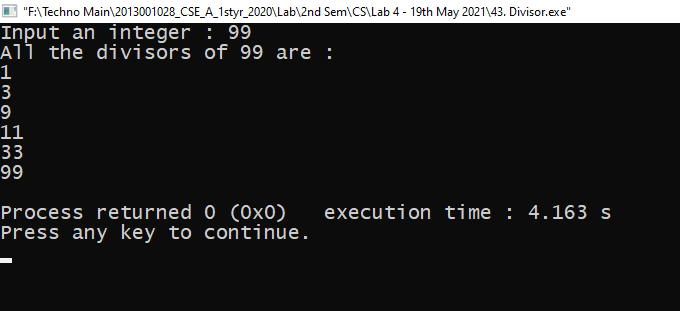 "F:\Techno Main\2013001028_CSE_A_1styr_2020\Lab\2nd Sem\CS\Lab 4 - 19th May 2021\43. Divisor.exe"
Input an integer : 99
All the divisors of 99 are :
1
3
9
11
33
99
Process returned 0 (0x0)   execution time : 4.163 s
Press any key to continue.